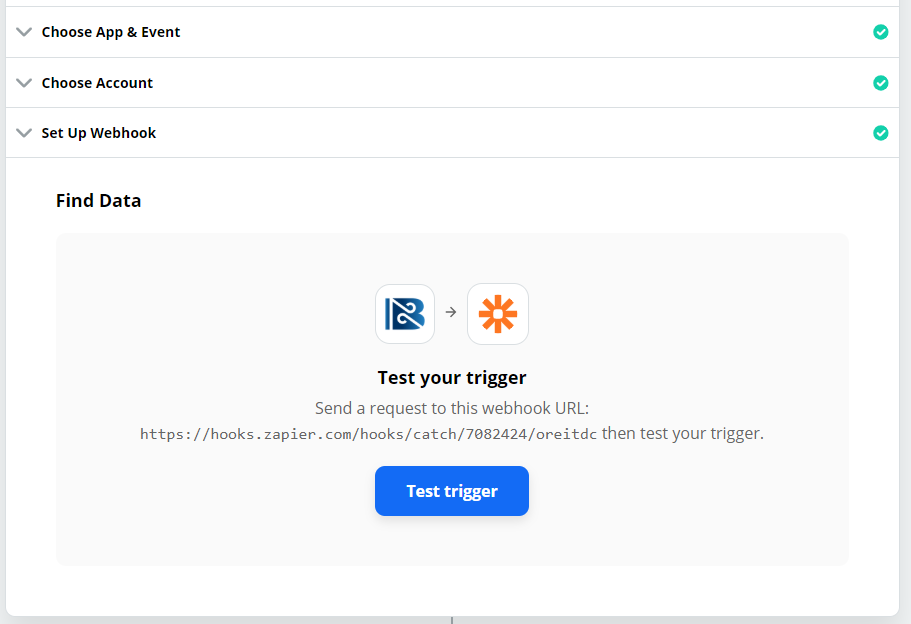 Choose App & Event
Choose Account
Set Up Webhook
Find Data
Test your trigger
Send a request to this webhook URL:
https://hooks.zapier.com/hooks/catch/7082424/oreitdc then test your trigger.
Test trigger